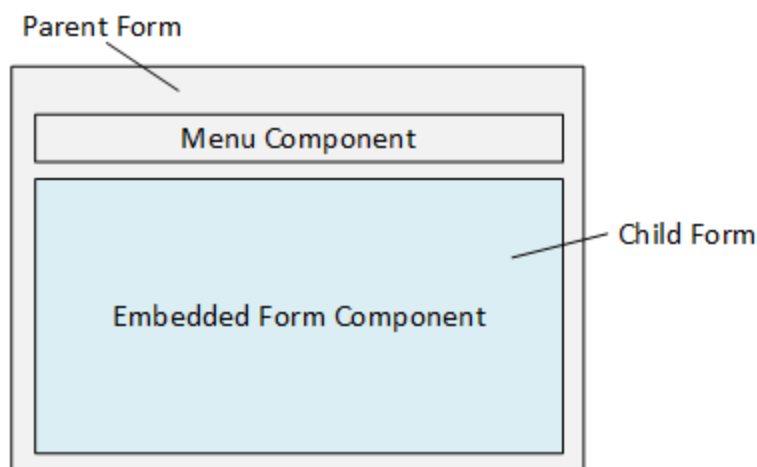 Parent Form
Menu Component
Child Form
Embedded Form Component